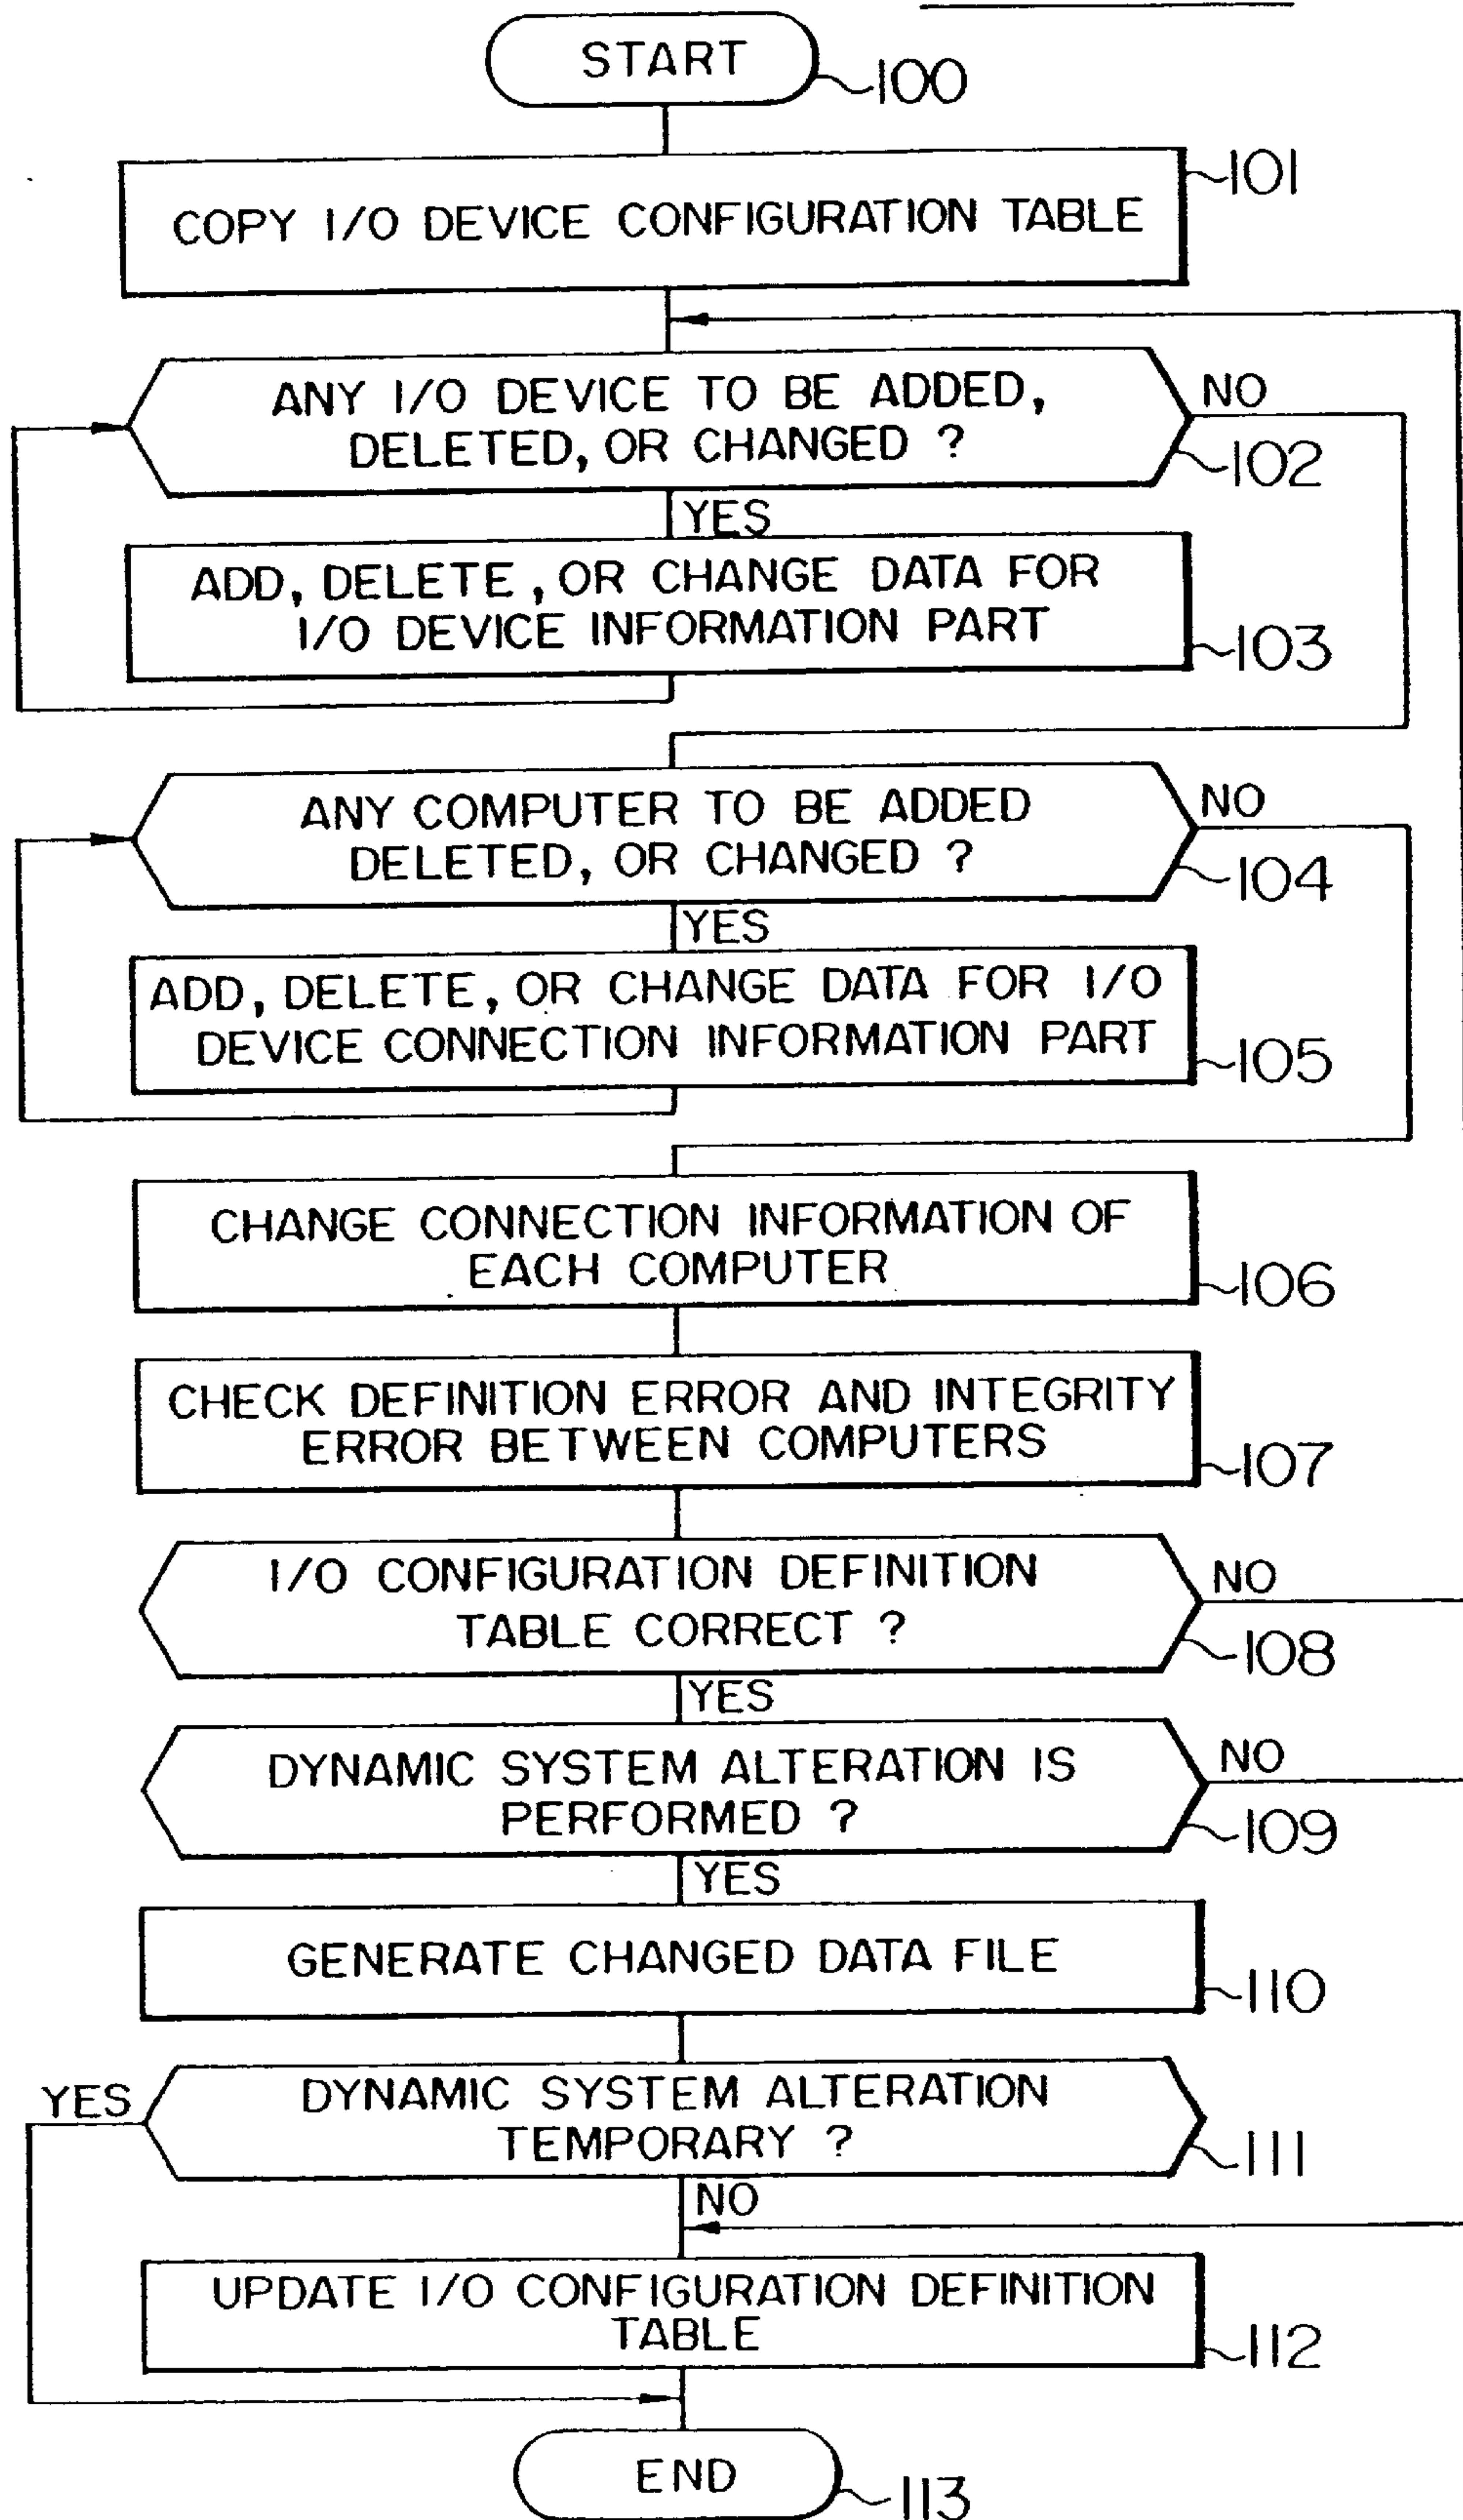 START
100
COPY I/O DEVICE CONFIGURATION TABLE
101
ANY I/O DEVICE TO BE ADDED,
DELETED, OR CHANGED ?
NO
102
YES
ADD, DELETE, OR CHANGE DATA FOR
I/O DEVICE INFORMATION PART
103
ANY COMPUTER TO BE ADDED
DELETED, OR CHANGED ?
NO
104
YES
ADD, DELETE, OR CHANGE DATA FOR I/O
DEVICE CONNECTION INFORMATION PART
105
CHANGE CONNECTION INFORMATION OF
EACH COMPUTER
106
CHECK DEFINITION ERROR AND INTEGRITY
ERROR BETWEEN COMPUTERS
107
I/O CONFIGURATION DEFINITION
TABLE CORRECT ?
NO
108
YES
DYNAMIC SYSTEM ALTERATION IS
PERFORMED ?
NO
109
YES
GENERATE CHANGED DATA FILE
110
YES
DYNAMIC SYSTEM ALTERATION
TEMPORARY ?
111
NO
UPDATE I/O CONFIGURATION DEFINITION
TABLE
112
END
113